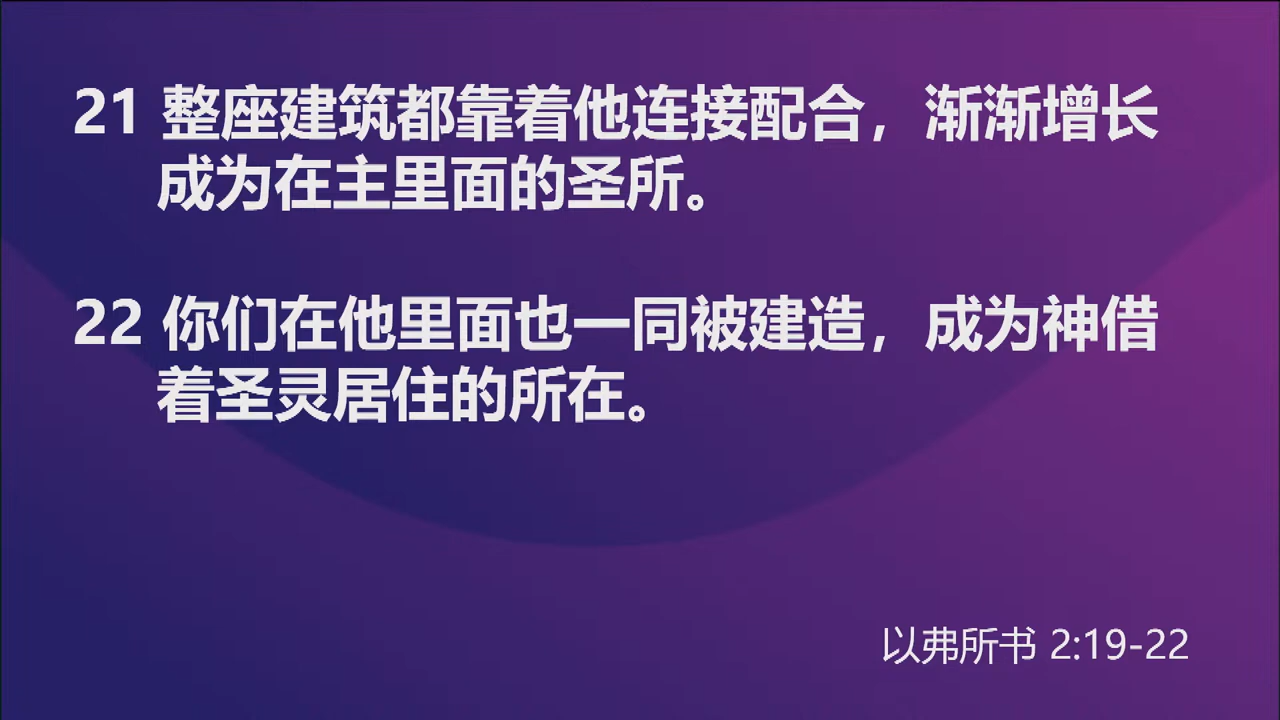 21 整座建筑都靠着他连接配合，渐渐增长
成为在主里面的圣所。
22 你们在他里面也一同被建造，成为神借
着圣灵居住的所在。
以弗所书 2:19-22